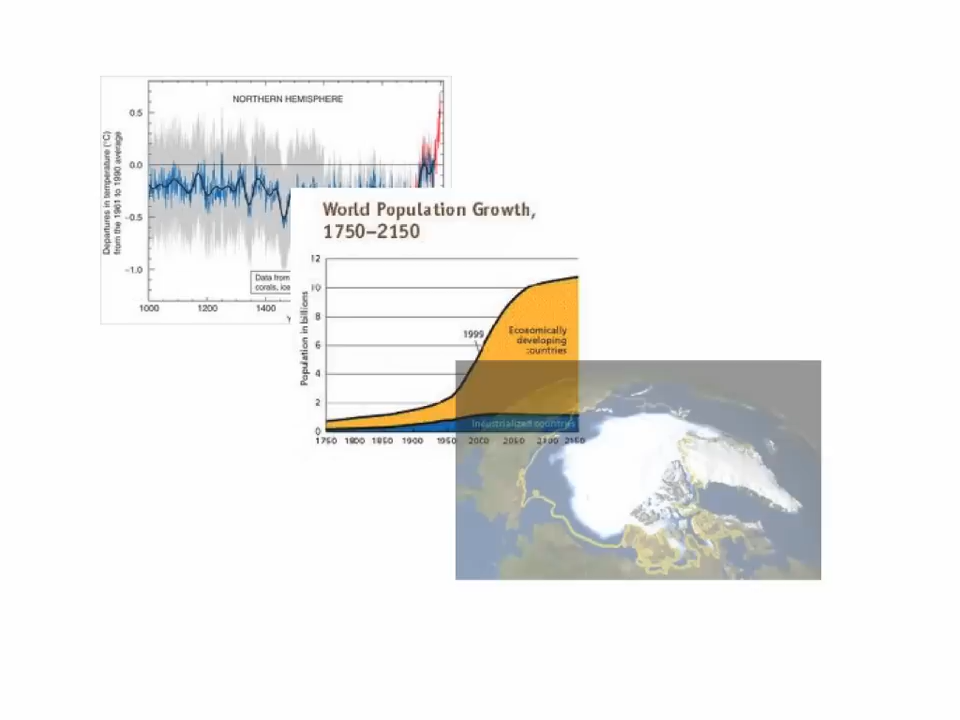 NORTHERN HEMISPHERE
Departures in temperature (°C)
from the 1961 to 1990 average
0.5
0.0
−0.5
−1.0
Data from
corals, ice
1000 1200 1400
Y
World Population Growth,
1750–2150
Population in billions
12
10
8
6
4
2
0
1999
Economically
developing
countries
Industrialized countries
1750 1800 1850 1900 1950 2000 2050 2100 2150